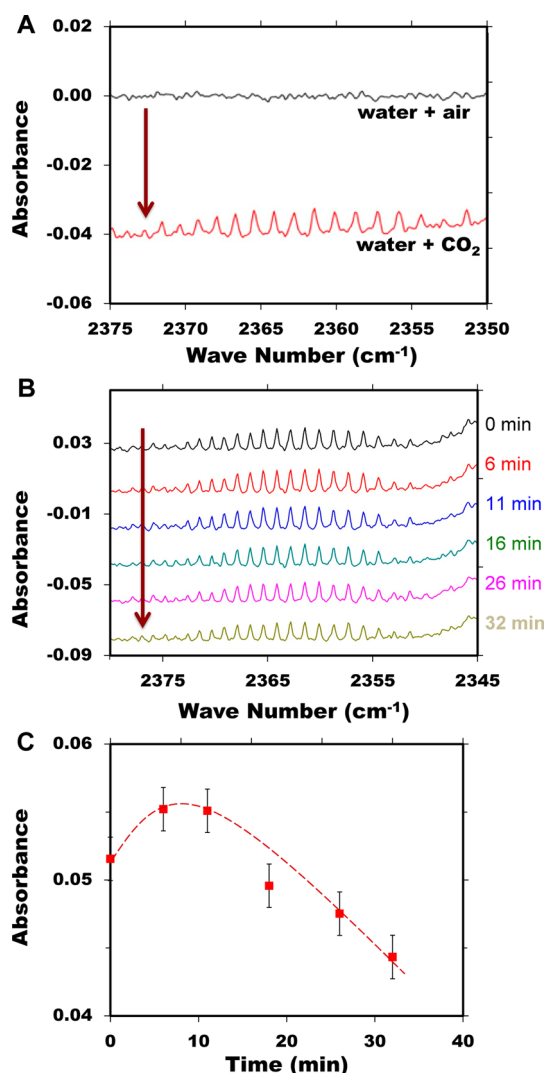 A
0.02
0.00
-0.02
-0.04
-0.06
Absorbance
water + air
water + CO₂
2375 2370 2365 2360 2355 2350
Wave Number (cm⁻¹)
B
0.03
-0.01
-0.05
-0.09
Absorbance
0 min
6 min
11 min
16 min
26 min
32 min
2375 2365 2355 2345
Wave Number (cm⁻¹)
C
0.06
0.05
0.04
Absorbance
0 10 20 30 40
Time (min)